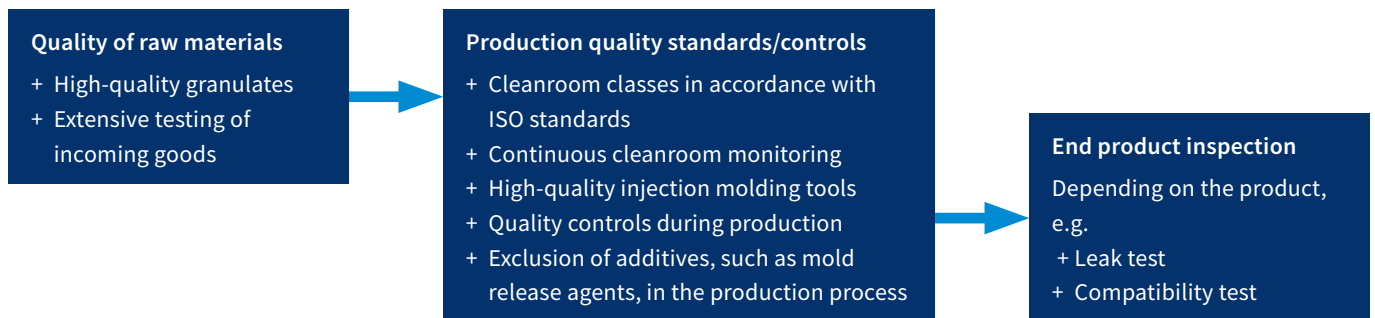 Quality of raw materials
+ High-quality granulates
+ Extensive testing of
incoming goods
Production quality standards/controls
+ Cleanroom classes in accordance with
ISO standards
+ Continuous cleanroom monitoring
+ High-quality injection molding tools
+ Quality controls during production
+ Exclusion of additives, such as mold
release agents, in the production process
End product inspection
Depending on the product,
e.g.
+ Leak test
+ Compatibility test